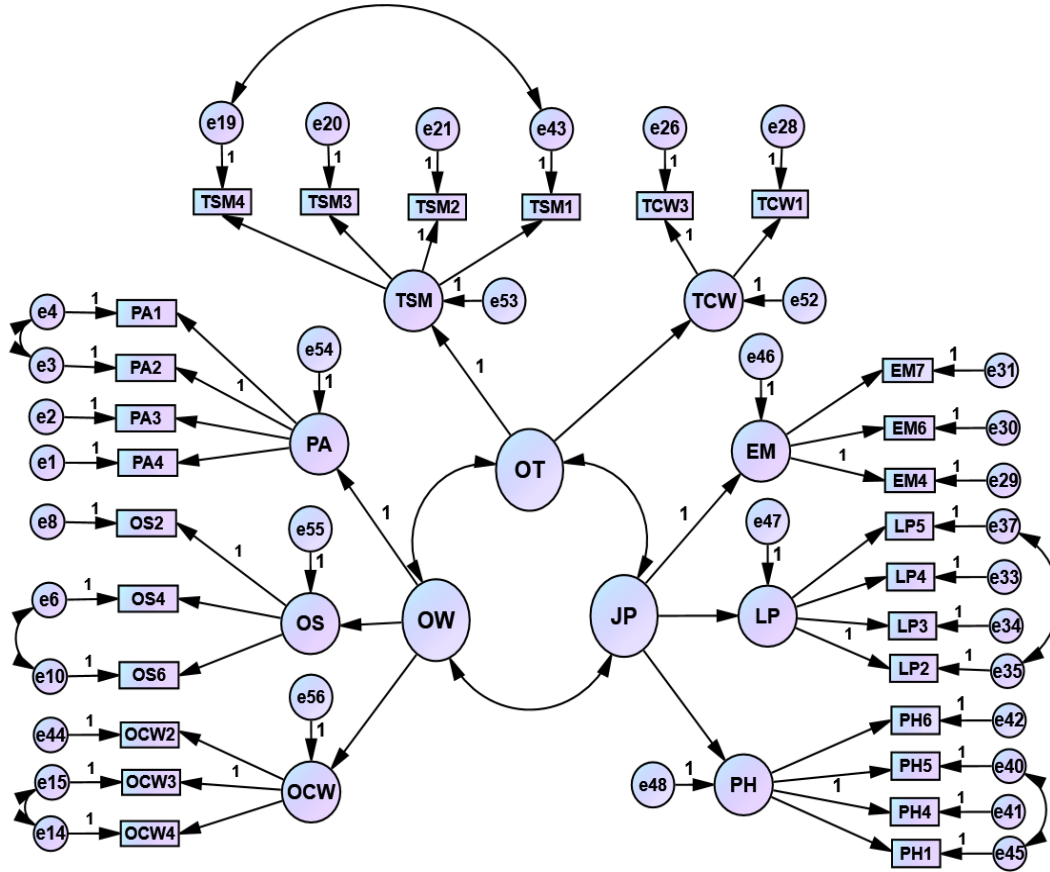 e19
e20
e21
e43
e26
e28
1
1
1
1
1
1
TSM4
TSM3
TSM2
TSM1
TCW3
TCW1
1
1
TSM
1
e53
TCW
1
e52
e4
1
PA1
e3
1
PA2
e2
1
PA3
e1
1
PA4
1
e54
1
PA
1
OT
1
e46
1
EM
EM7
1
e31
EM6
1
e30
1
EM4
1
e29
e8
1
OS2
1
e55
1
e6
1
OS4
OS
e10
1
OS6
OW
JP
1
e47
1
LP
LP5
1
e37
LP4
1
e33
LP3
1
e34
1
LP2
1
e35
e56
1
e44
1
OCW2
e15
1
OCW3
1
OCW
e14
1
OCW4
e48
1
PH
PH6
1
e42
PH5
1
e40
1
PH4
1
e41
PH1
1
e45